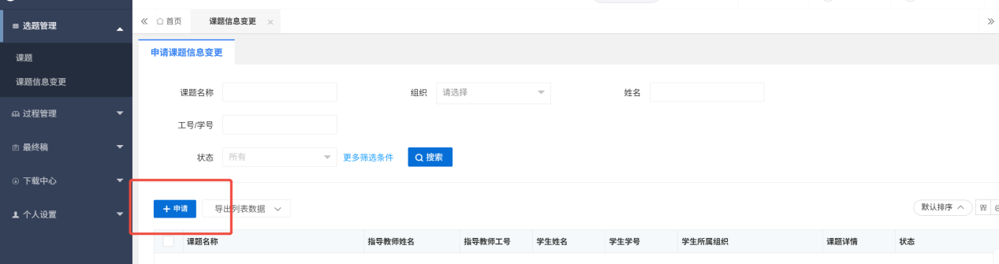 选题管理
首页 课题信息变更
申请课题信息变更
课题
课题信息变更
过程管理
最终稿
下载中心
个人设置
课题名称 组织 请选择 姓名
工号/学号
状态 所有 更多筛选条件 搜索
申请 导出列表数据 默认排序
课题名称 指导教师姓名 指导教师工号 学生姓名 学生学号 学生所属组织 课题详情 状态